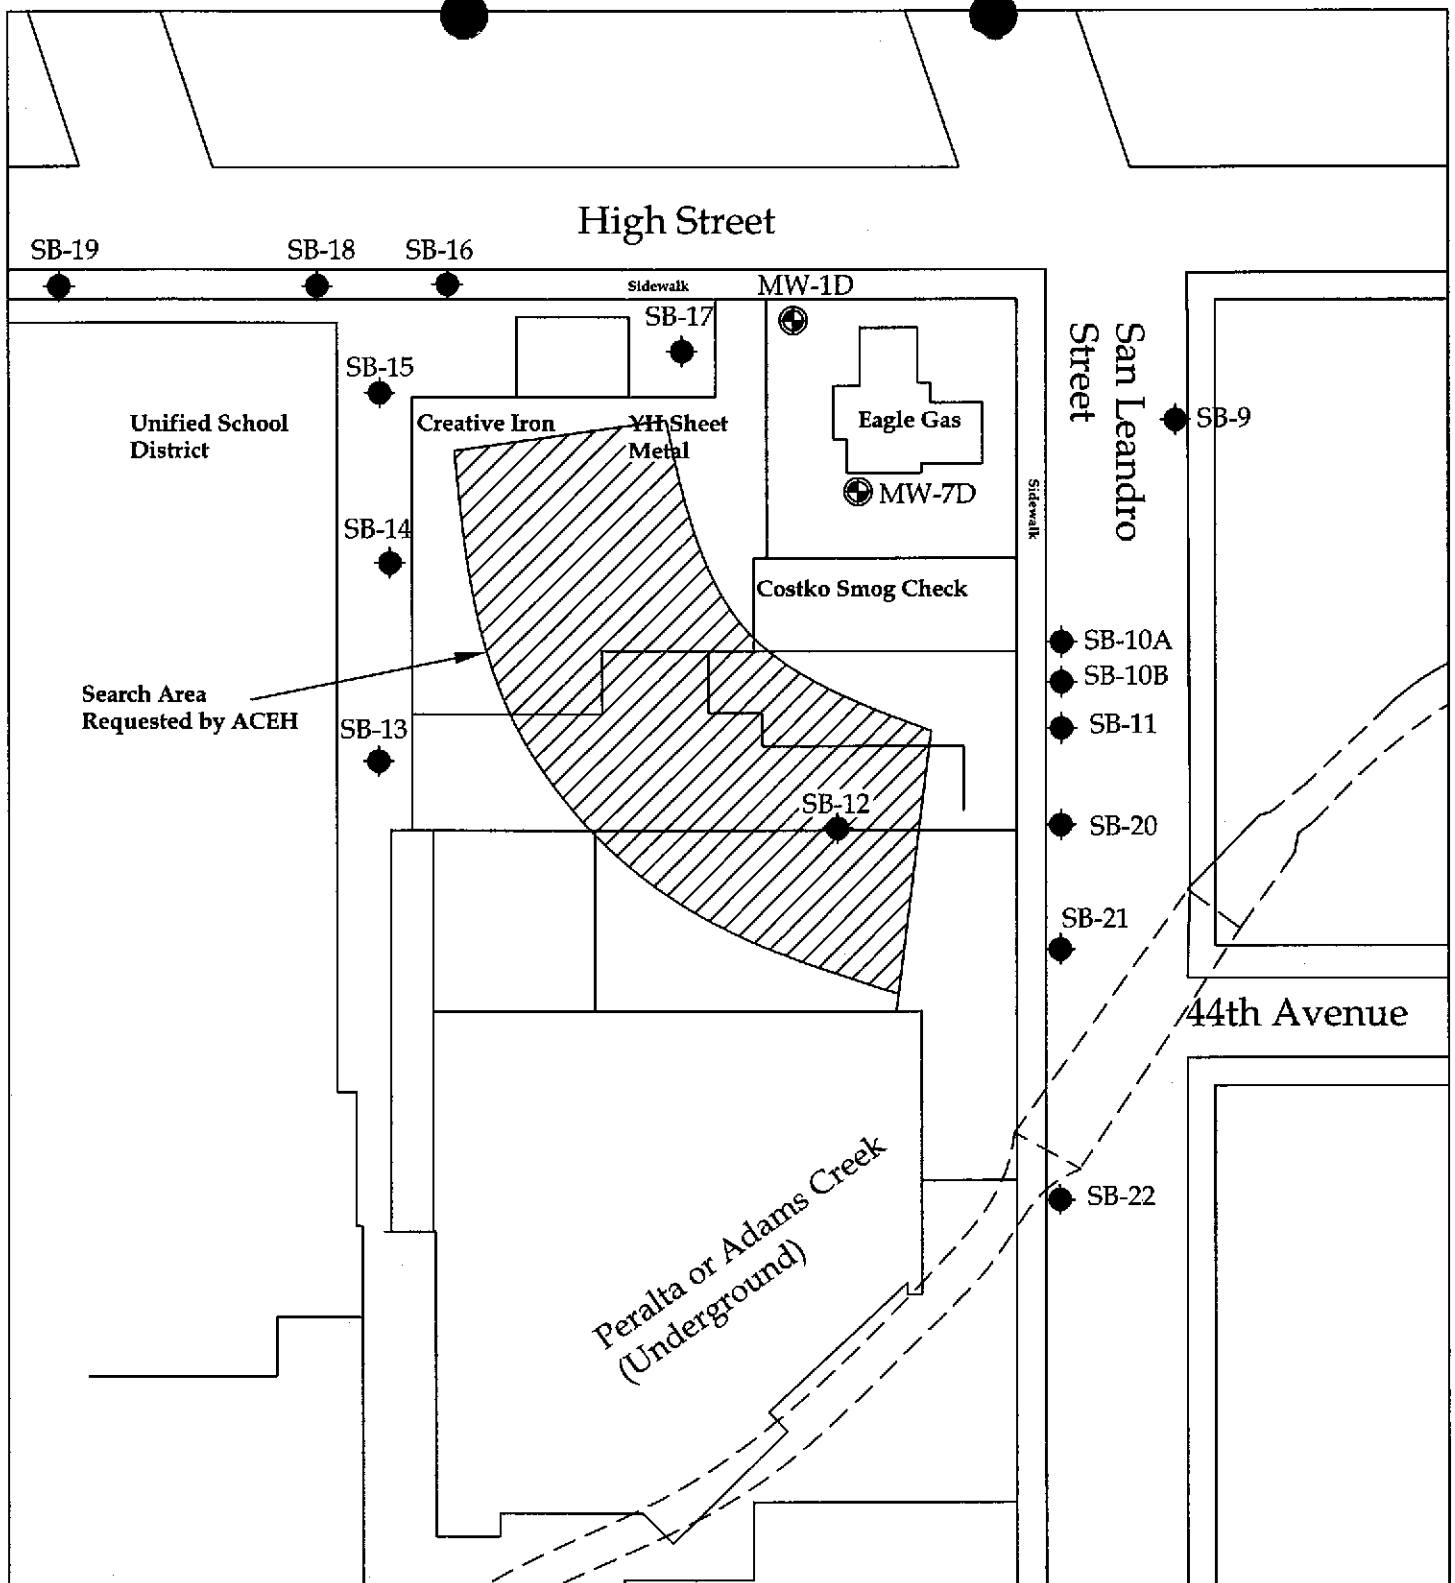 High Street
SB-19
SB-18
SB-16
Sidewalk
MW-1D
SB-17
SB-15
San Leandro
Street
Unified School
District
Creative Iron
YH Sheet
Metal
Eagle Gas
SB-9
MW-7D
Sidewalk
SB-14
Costko Smog Check
SB-10A
SB-10B
Search Area
Requested by ACEH
SB-11
SB-13
SB-12
SB-20
SB-21
44th Avenue
Peralta or Adams Creek
(Underground)
SB-22